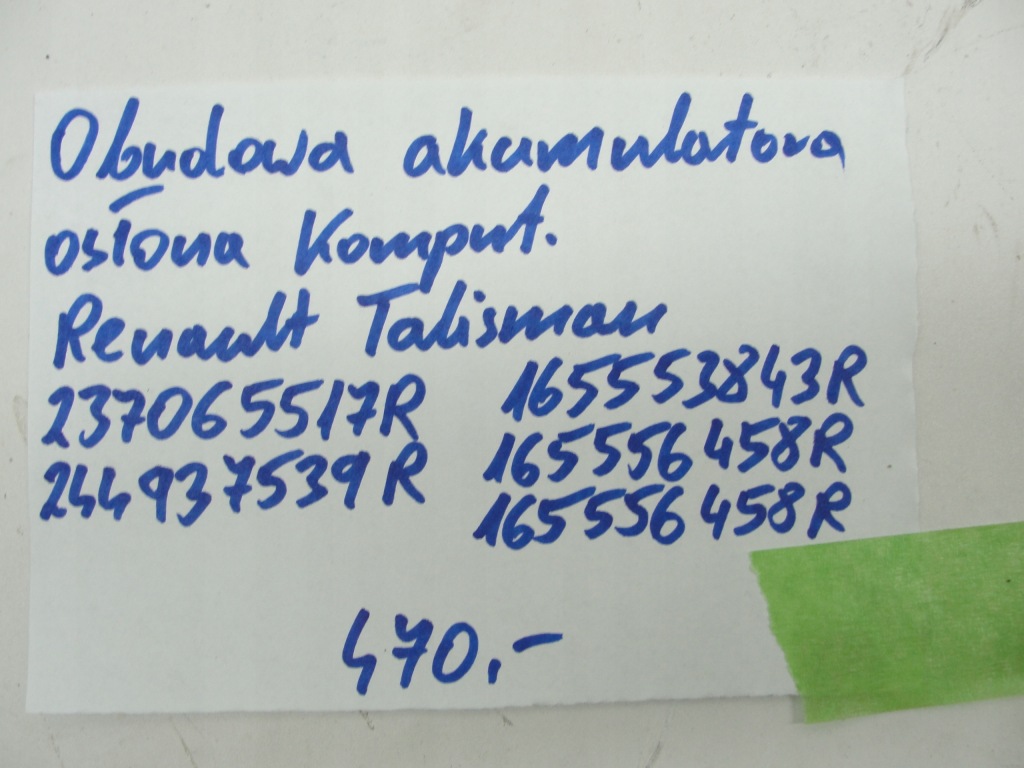 Obudowa akumulatora
osłona komput.
Renault Talisman
237065517R 165553843R
244937539R 165556458R
165556458R
470.-